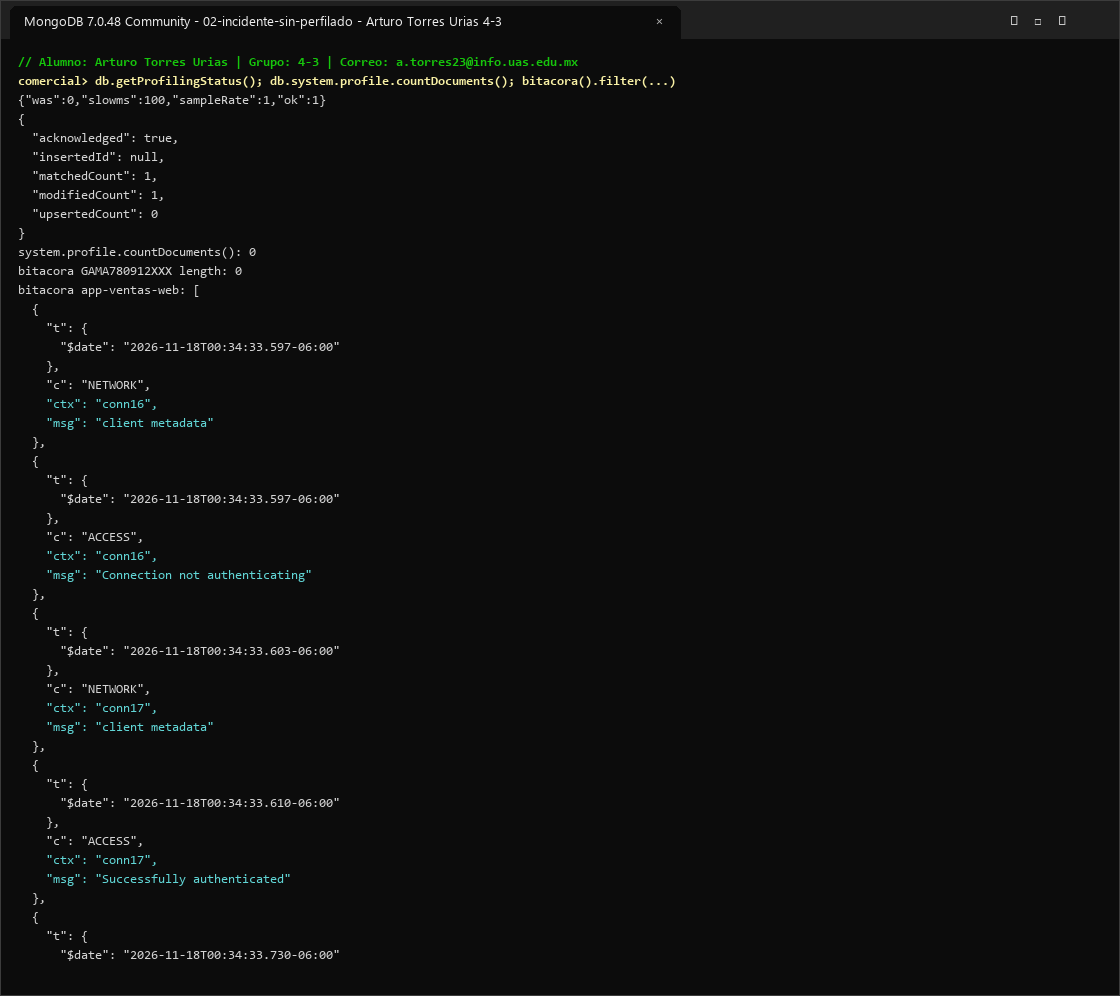 MongoDB 7.0.48 Community - 02-incidente-sin-perfilado - Arturo Torres Urias 4-3
// Alumno: Arturo Torres Urias | Grupo: 4-3 | Correo: a.torres23@info.uas.edu.mx
comercial> db.getProfilingStatus(); db.system.profile.countDocuments(); bitacora().filter(...)
{"was":0,"slowms":100,"sampleRate":1,"ok":1}
{
  "acknowledged": true,
  "insertedId": null,
  "matchedCount": 1,
  "modifiedCount": 1,
  "upsertedCount": 0
}
system.profile.countDocuments(): 0
bitacora GAMA780912XXX length: 0
bitacora app-ventas-web: [
  {
    "t": {
      "$date": "2026-11-18T00:34:33.597-06:00"
    },
    "c": "NETWORK",
    "ctx": "conn16",
    "msg": "client metadata"
  },
  {
    "t": {
      "$date": "2026-11-18T00:34:33.597-06:00"
    },
    "c": "ACCESS",
    "ctx": "conn16",
    "msg": "Connection not authenticating"
  },
  {
    "t": {
      "$date": "2026-11-18T00:34:33.603-06:00"
    },
    "c": "NETWORK",
    "ctx": "conn17",
    "msg": "client metadata"
  },
  {
    "t": {
      "$date": "2026-11-18T00:34:33.610-06:00"
    },
    "c": "ACCESS",
    "ctx": "conn17",
    "msg": "Successfully authenticated"
  },
  {
    "t": {
      "$date": "2026-11-18T00:34:33.730-06:00"